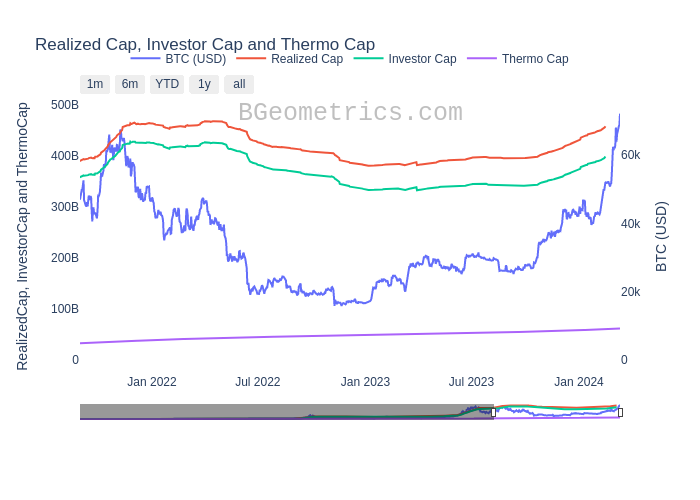 Realized Cap, Investor Cap and Thermo Cap
BTC (USD) Realized Cap Investor Cap Thermo Cap
1m 6m YTD 1y all
BGeometrics.com
500B
400B
300B
200B
100B
0
RealizedCap, InvestorCap and ThermoCap
60k
40k
20k
0
BTC (USD)
Jan 2022 Jul 2022 Jan 2023 Jul 2023 Jan 2024